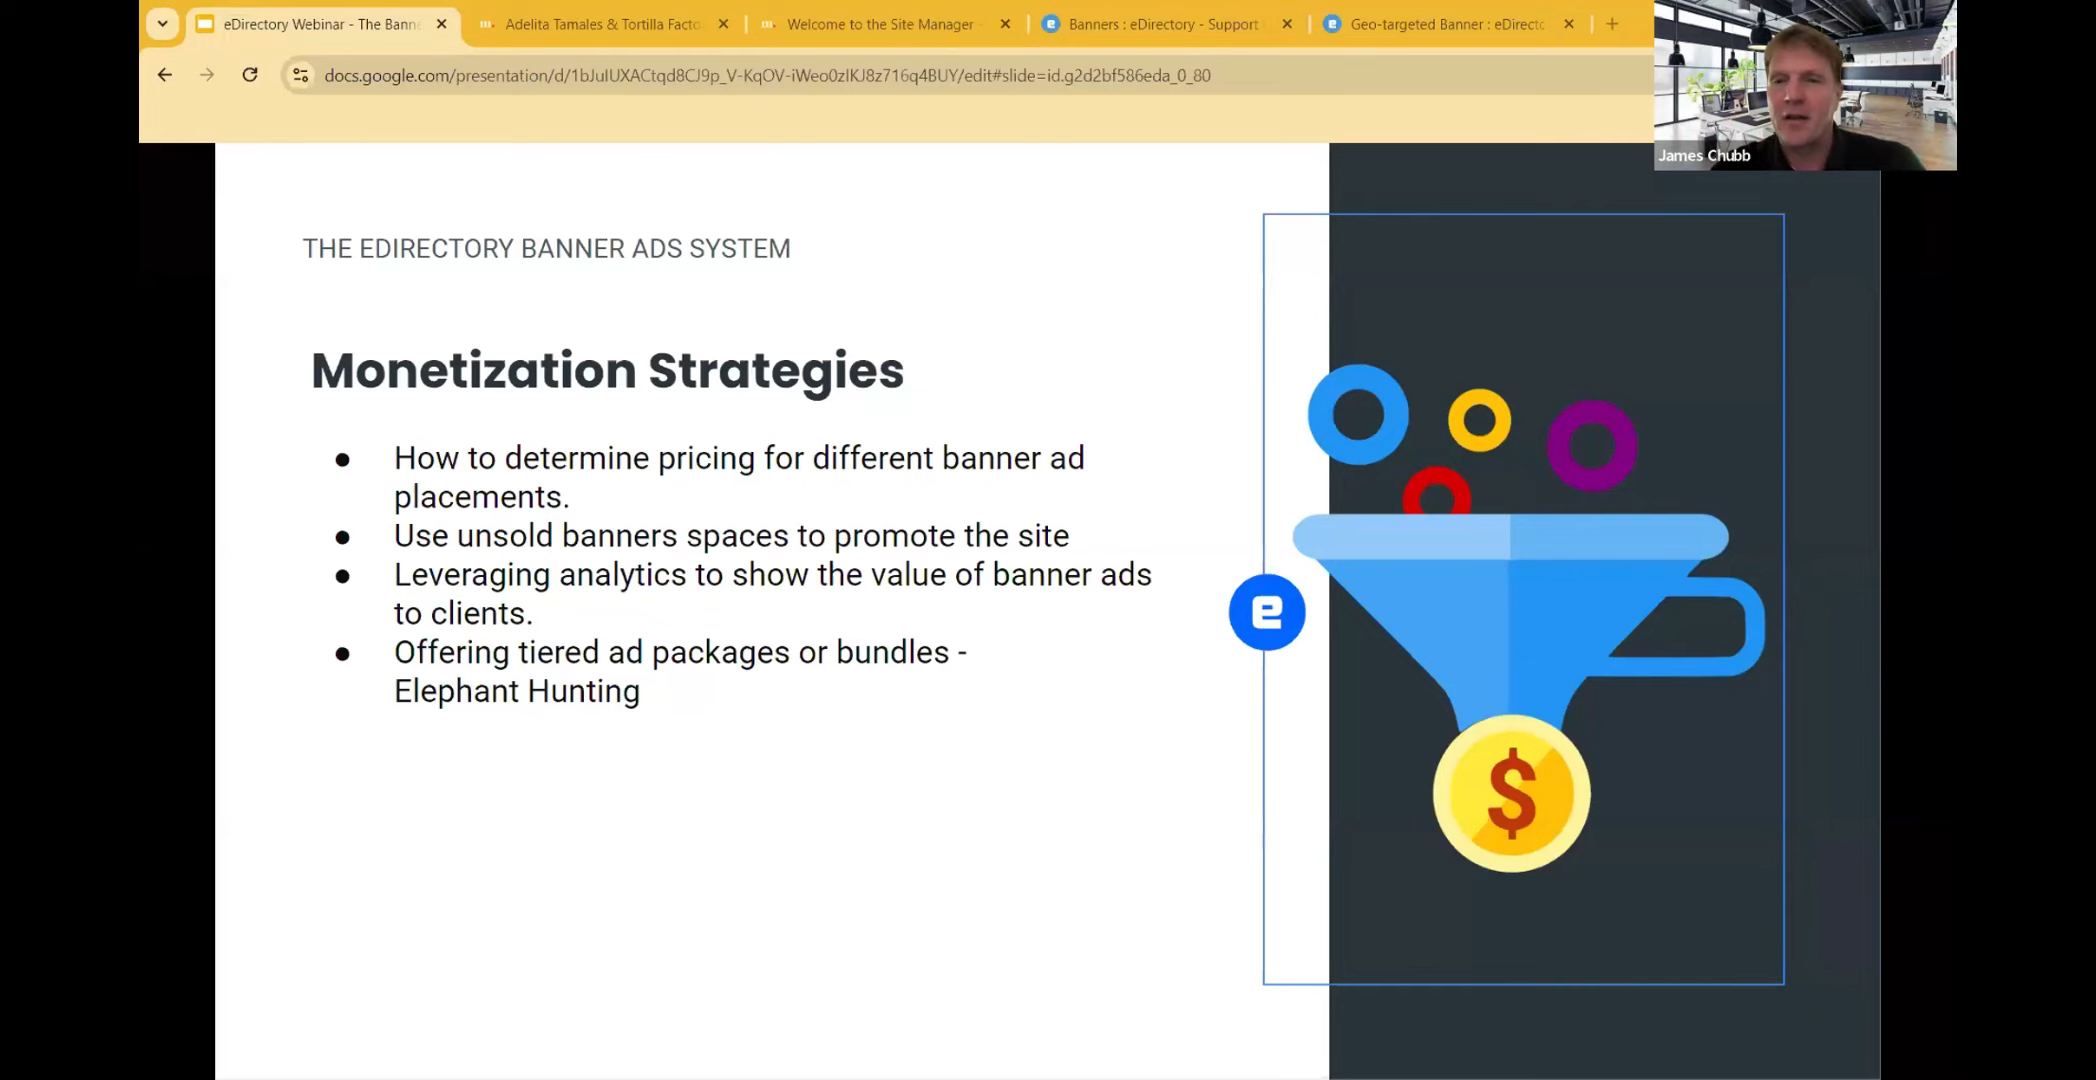 eDirectory Webinar - The Bann
Adelita Tamales & Tortilla Facto
Welcome to the Site Manager
Banners : eDirectory - Support
Geo-targeted Banner : eDirecto
docs.google.com/presentation/d/1bJuIUXACtqd8CJ9p_V-KqOV-iWeo0zlKJ8z716q4BUY/edit#slide=id.g2d2bf586eda_0_80
James Chubb
THE EDIRECTORY BANNER ADS SYSTEM
Monetization Strategies
● How to determine pricing for different banner ad
placements.
● Use unsold banners spaces to promote the site
● Leveraging analytics to show the value of banner ads
to clients.
● Offering tiered ad packages or bundles -
Elephant Hunting
e
$